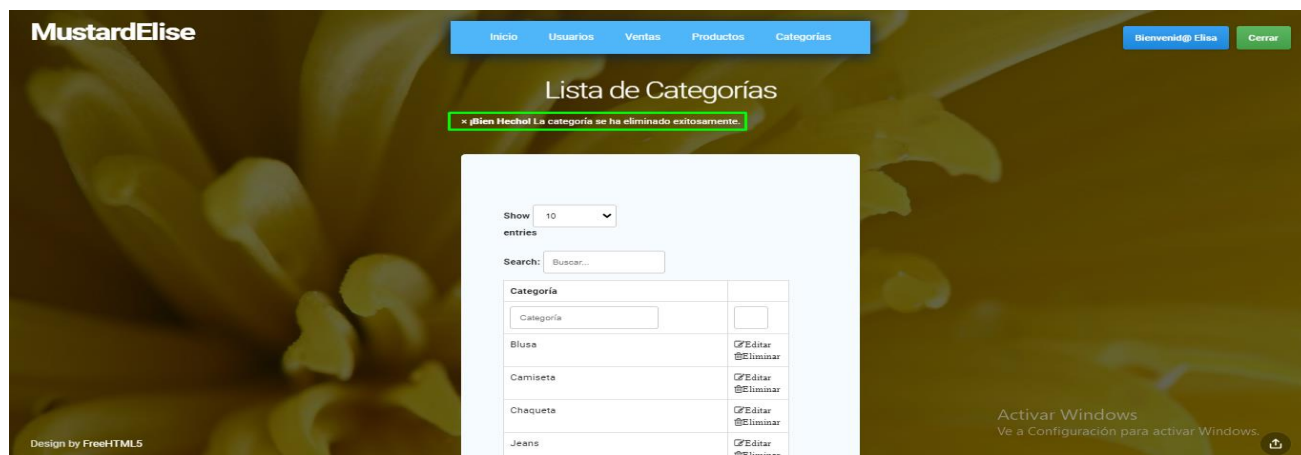 MustardElise
Inicio Usuarios Ventas Productos Categorías
Bienvenid@ Elisa Cerrar
Lista de Categorías
× ¡Bien Hecho! La categoría se ha eliminado exitosamente.
Show 10
entries
Search: Buscar...
Categoría
Categoría
Blusa Editar
Eliminar
Camiseta Editar
Eliminar
Chaqueta Editar
Eliminar
Jeans Editar
Eliminar
Activar Windows
Ve a Configuración para activar Windows.
Design by FreeHTML5